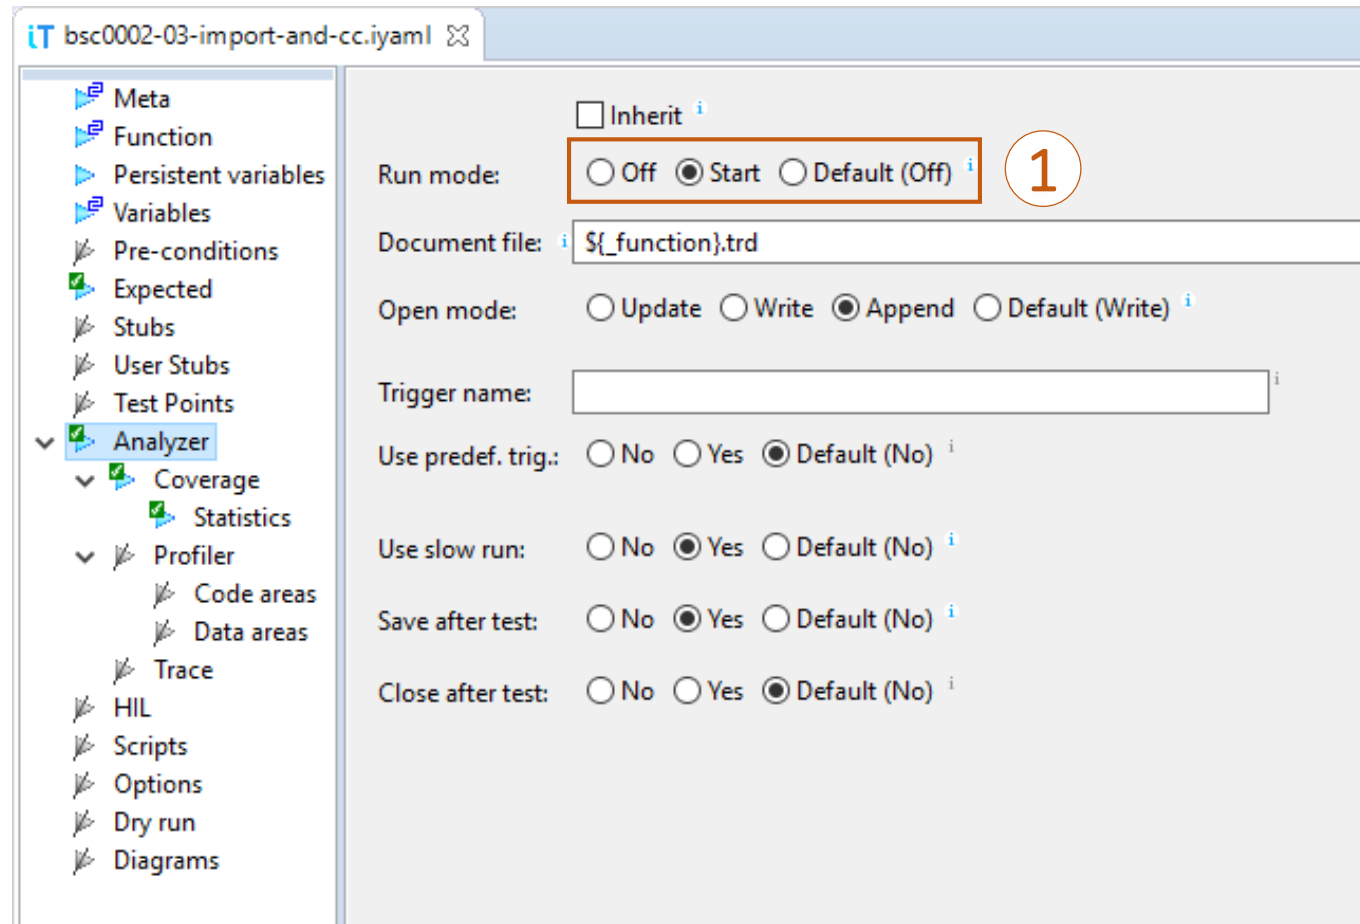 iT bsc0002-03-import-and-cc.iyaml
Meta
Function
Persistent variables
Variables
Pre-conditions
Expected
Stubs
User Stubs
Test Points
Analyzer
Coverage
Statistics
Profiler
Code areas
Data areas
Trace
HIL
Scripts
Options
Dry run
Diagrams
Inherit i
Run mode: Off Start Default (Off) i
1
Document file: i ${_function}.trd
Open mode: Update Write Append Default (Write) i
Trigger name: i
Use predef. trig.: No Yes Default (No) i
Use slow run: No Yes Default (No) i
Save after test: No Yes Default (No) i
Close after test: No Yes Default (No) i